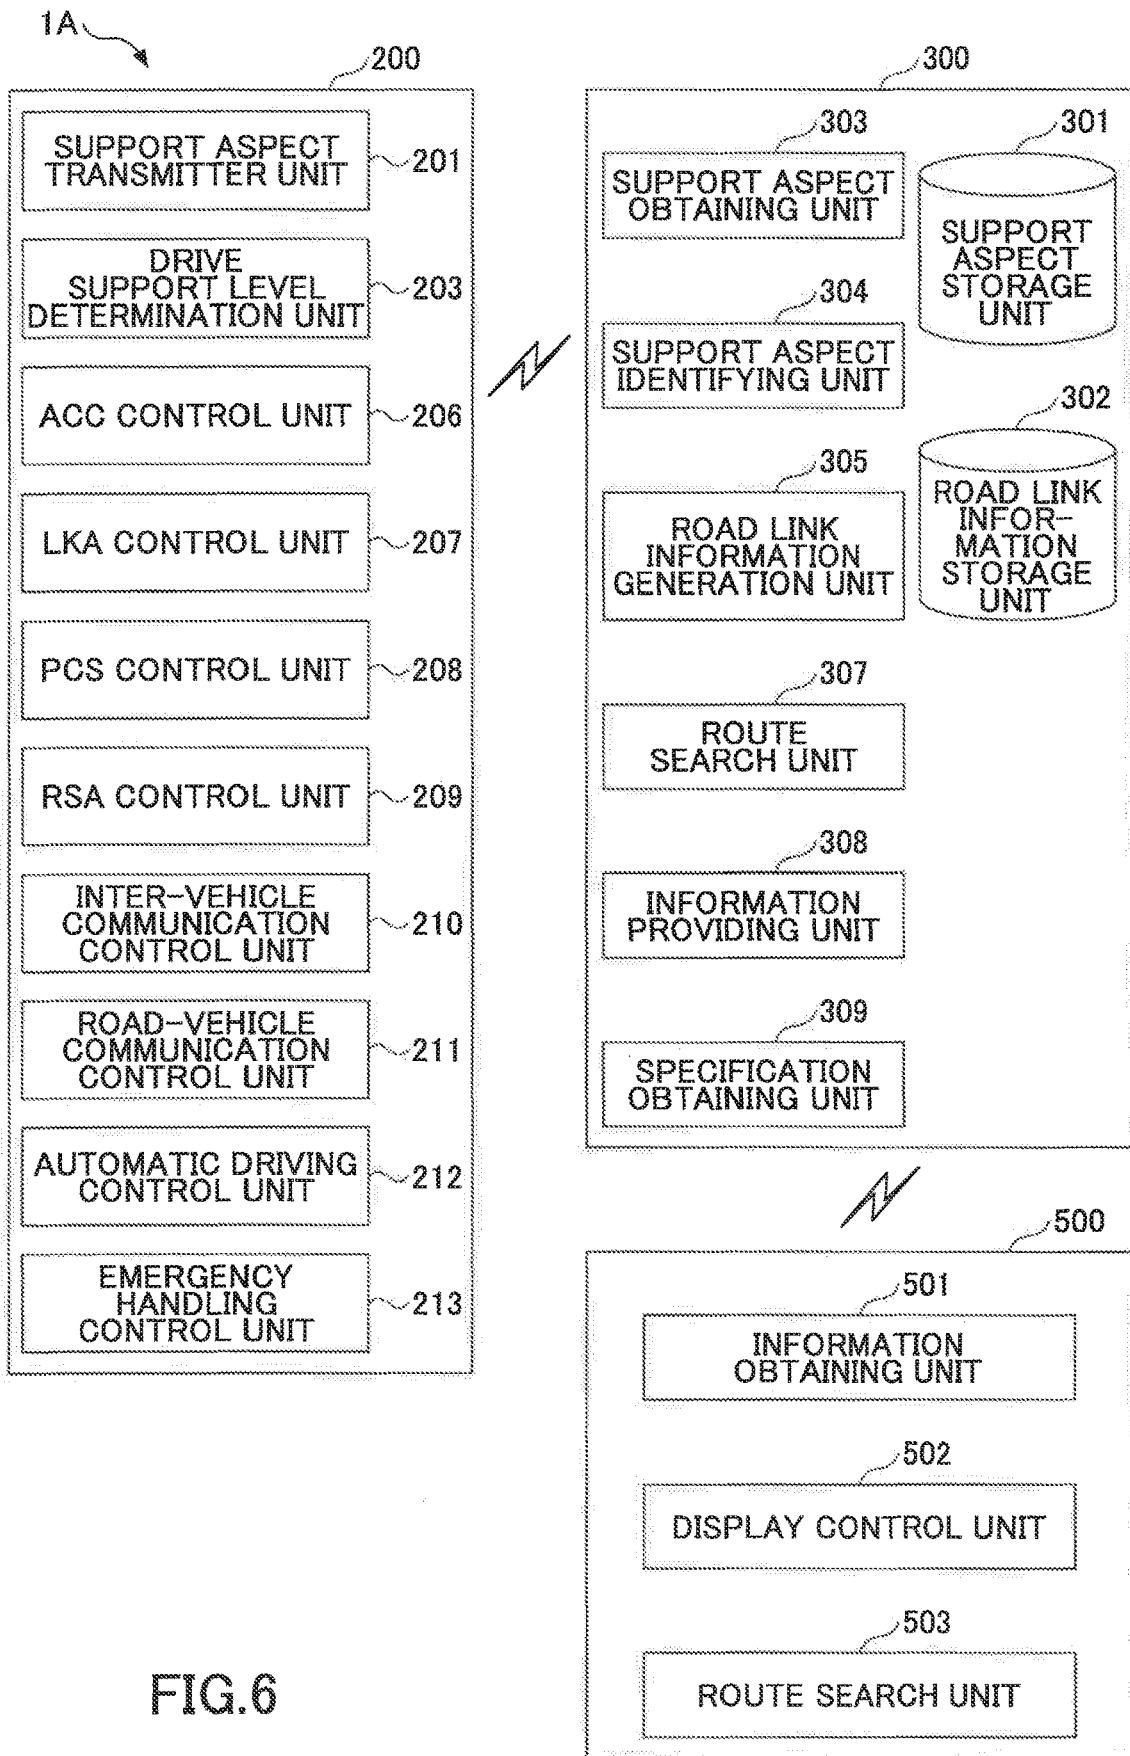 1A
200
SUPPORT ASPECT
TRANSMITTER UNIT
201
DRIVE
SUPPORT LEVEL
DETERMINATION UNIT
203
ACC CONTROL UNIT
206
LKA CONTROL UNIT
207
PCS CONTROL UNIT
208
RSA CONTROL UNIT
209
INTER-VEHICLE
COMMUNICATION
CONTROL UNIT
210
ROAD-VEHICLE
COMMUNICATION
CONTROL UNIT
211
AUTOMATIC DRIVING
CONTROL UNIT
212
EMERGENCY
HANDLING
CONTROL UNIT
213
300
303
SUPPORT ASPECT
OBTAINING UNIT
301
SUPPORT
ASPECT
STORAGE
UNIT
304
SUPPORT ASPECT
IDENTIFYING UNIT
302
ROAD LINK
INFOR-
MATION
STORAGE
UNIT
305
ROAD LINK
INFORMATION
GENERATION UNIT
307
ROUTE
SEARCH UNIT
308
INFORMATION
PROVIDING UNIT
309
SPECIFICATION
OBTAINING UNIT
500
501
INFORMATION
OBTAINING UNIT
502
DISPLAY CONTROL UNIT
503
ROUTE SEARCH UNIT
FIG.6